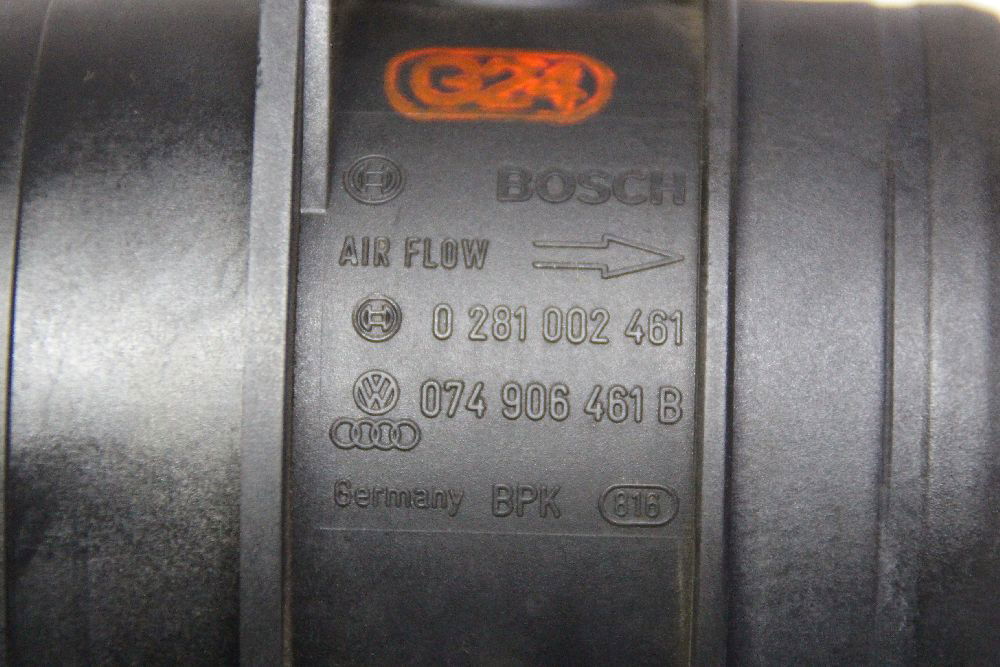 G24
BOSCH
AIR FLOW
0 281 002 461
074 906 461 B
Germany BPK 816